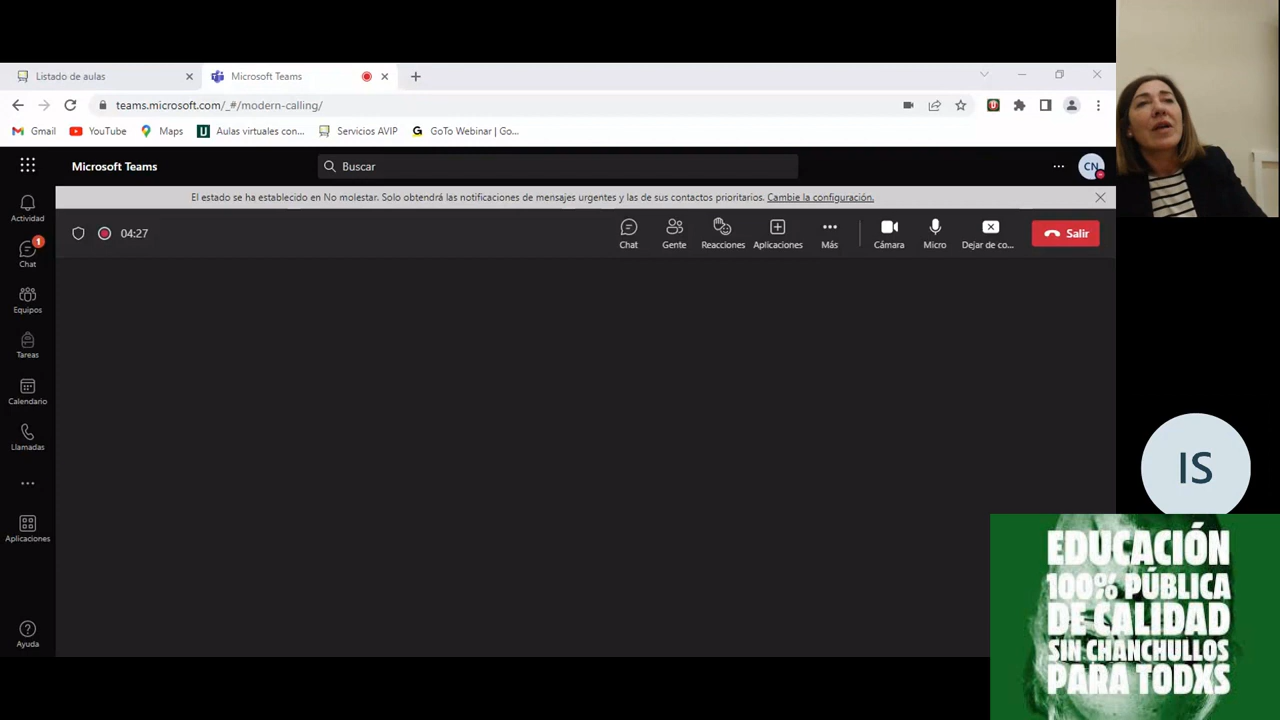 Listado de aulas
Microsoft Teams
teams.microsoft.com/_#/modern-calling/
Gmail YouTube Maps Aulas virtuales con... Servicios AVIP GoTo Webinar | Go...
Microsoft Teams
Buscar
CN
El estado se ha establecido en No molestar. Solo obtendrá las notificaciones de mensajes urgentes y las de sus contactos prioritarios. Cambie la configuración.
04:27
Chat Gente Reacciones Aplicaciones Más Cámara Micro Dejar de co... Salir
Actividad
1
Chat
Equipos
Tareas
Calendario
Llamadas
Aplicaciones
Ayuda
IS
EDUCACIÓN
100% PÚBLICA
DE CALIDAD
SIN CHANCHULLOS
PARA TODXS